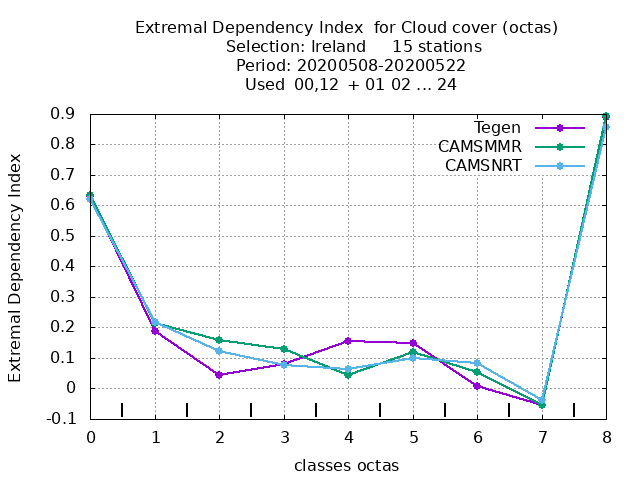 Extremal Dependency Index  for Cloud cover (octas)
Selection: Ireland     15 stations
Period: 20200508-20200522
Used  00,12  + 01 02 ... 24
Tegen
CAMSMMR
CAMSNRT
Extremal Dependency Index
0.9
0.8
0.7
0.6
0.5
0.4
0.3
0.2
0.1
0
-0.1
0 1 2 3 4 5 6 7 8
classes octas